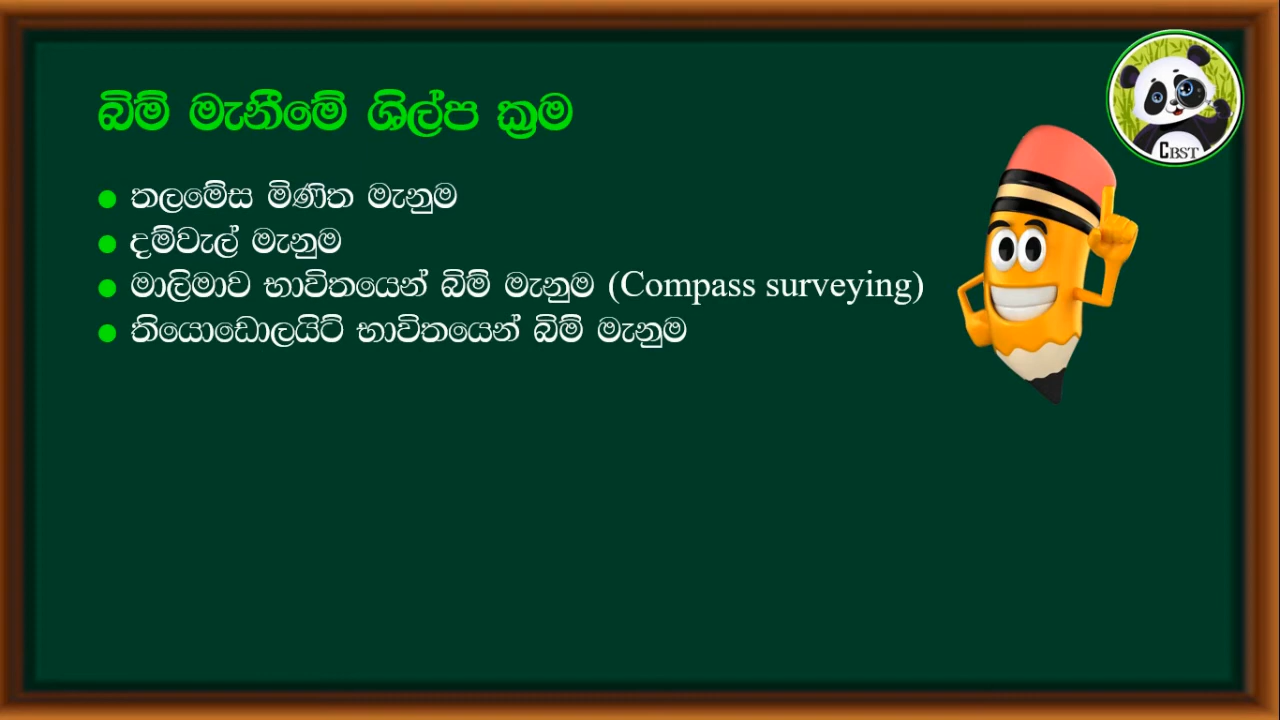 බිම් මැනීමේ ශිල්ප ක්‍රම
CBST
● තලමේස මිණිත මැනුම
● දම්වැල් මැනුම
● මාලිමාව භාවිතයෙන් බිම් මැනුම (Compass surveying)
● තියොඩොලයිට් භාවිතයෙන් බිම් මැනුම